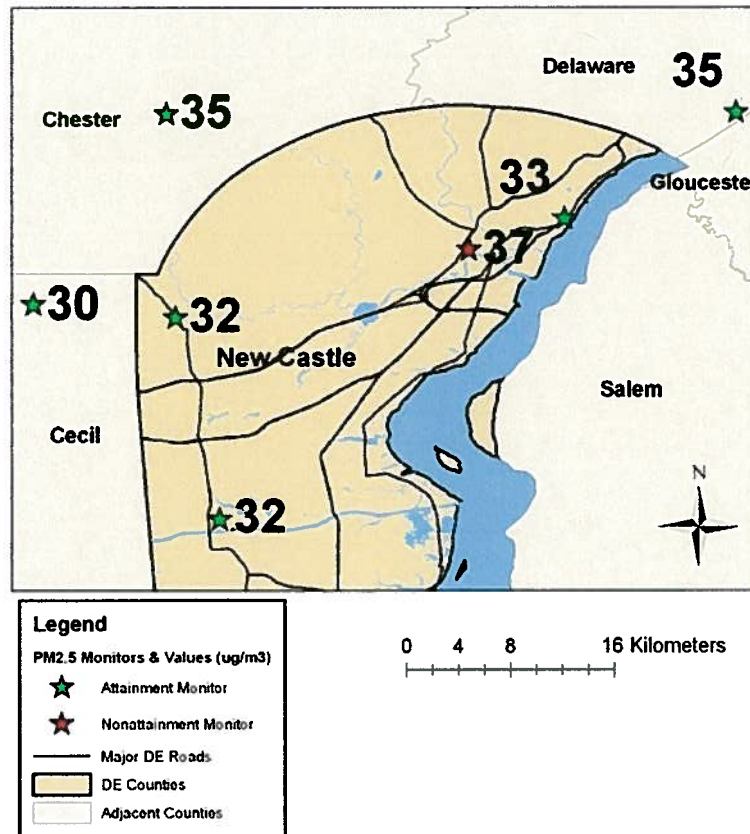 Delaware
35
Chester
35
33
Gloucester
37
30
32
New Castle
Salem
Cecil
32
N
Legend
PM2.5 Monitors & Values (ug/m3)
Attainment Monitor
Nonattainment Monitor
Major DE Roads
DE Counties
Adjacent Counties
0 4 8 16 Kilometers